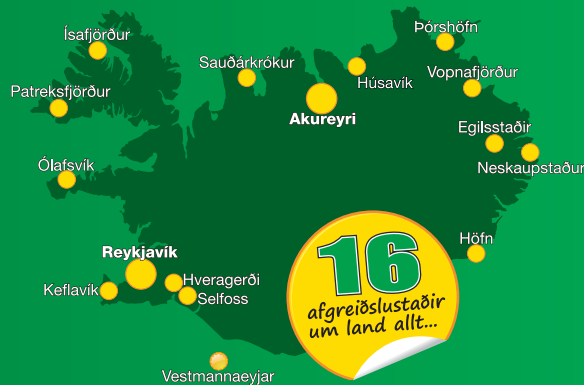 Þórshöfn
Ísafjörður
Sauðárkrókur
Húsavík
Vopnafjörður
Patreksfjörður
Akureyri
Egilsstaðir
Ólafsvík
Neskaupstaður
Höfn
Reykjavík
Hveragerði
Keflavík
Selfoss
16
afgreiðslustaðir
um land allt...
Vestmannaeyjar